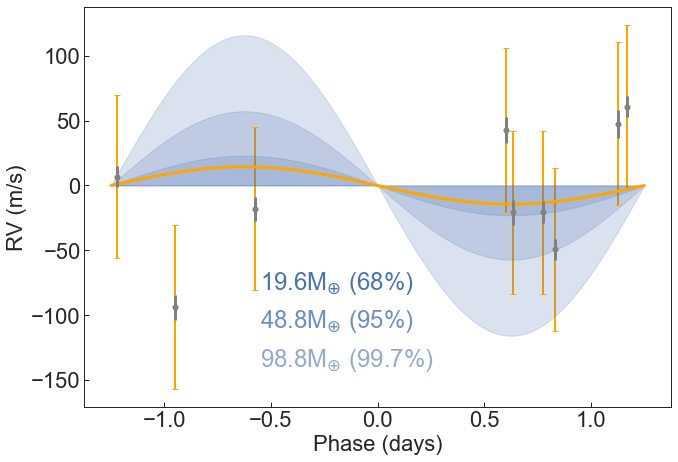 100
50
0
−50
−100
−150
RV (m/s)
19.6M⊕ (68%)
48.8M⊕ (95%)
98.8M⊕ (99.7%)
−1.0 −0.5 0.0 0.5 1.0
Phase (days)